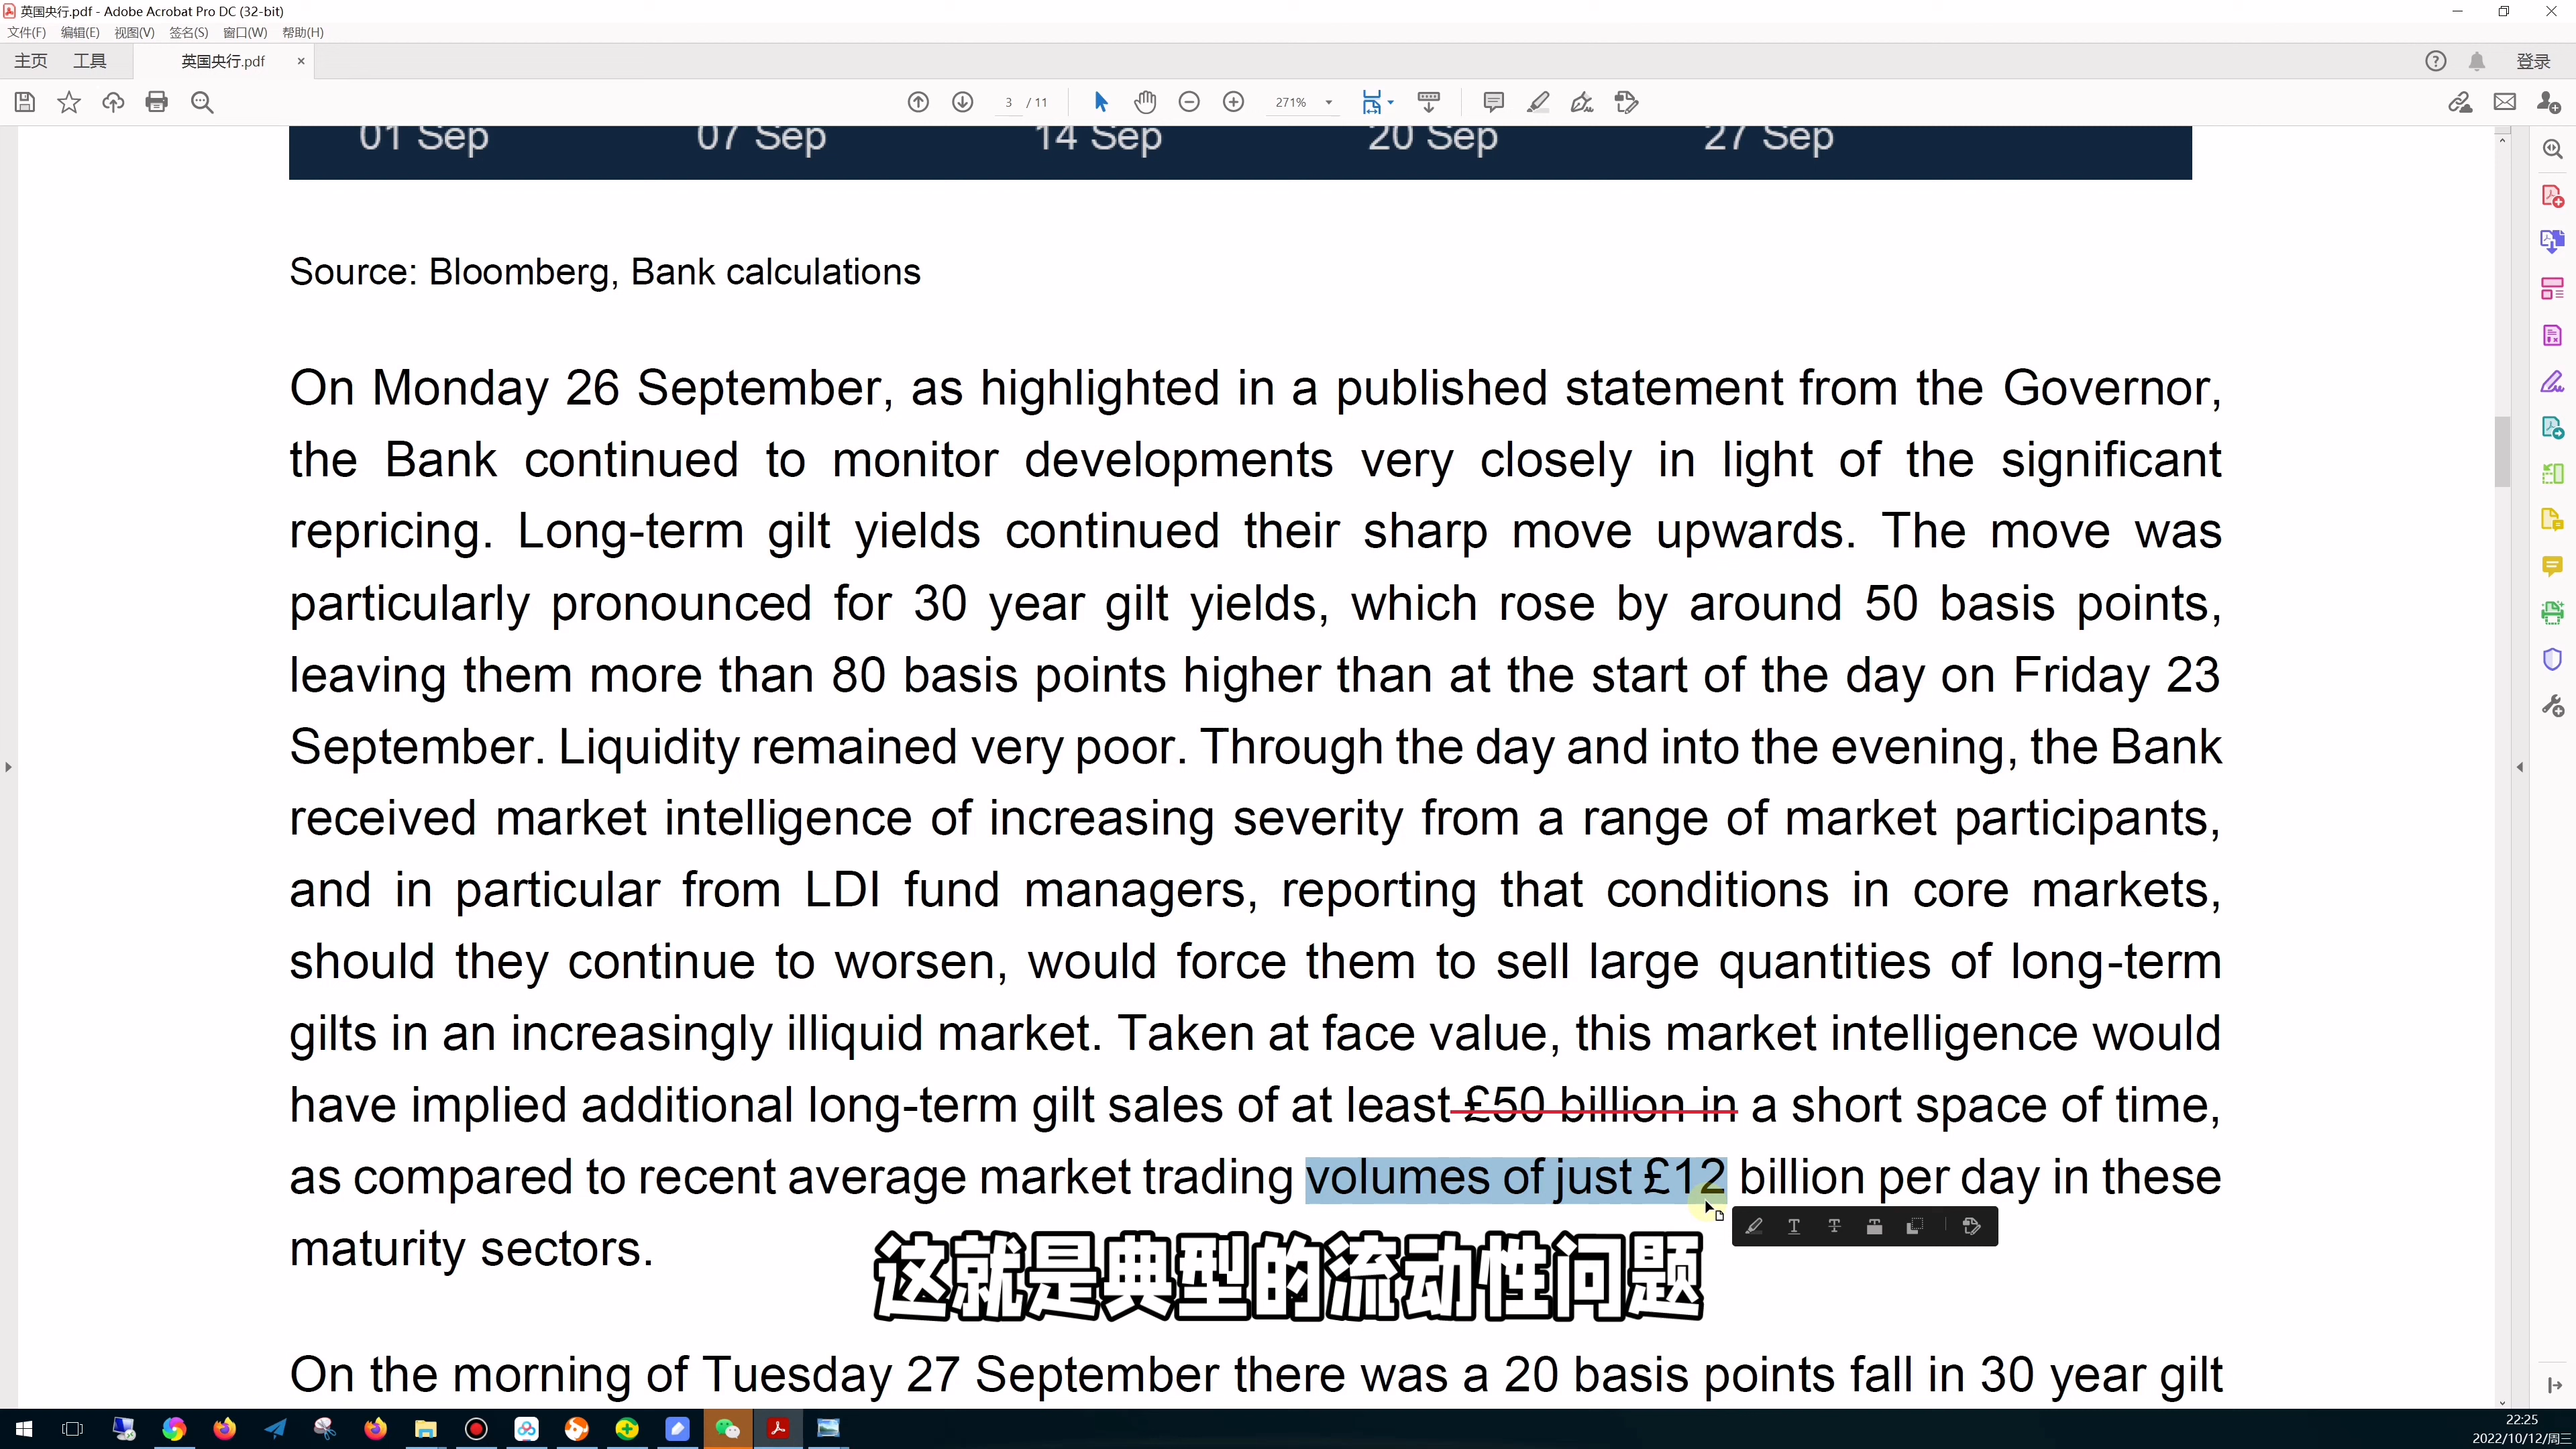 英国央行.pdf - Adobe Acrobat Pro DC (32-bit)
文件(F) 编辑(E) 视图(V) 签名(S) 窗口(W) 帮助(H)
主页 工具 英国央行.pdf × 登录
3 / 11 271%
01 Sep 07 Sep 14 Sep 20 Sep 27 Sep
Source: Bloomberg, Bank calculations
On Monday 26 September, as highlighted in a published statement from the Governor,
the Bank continued to monitor developments very closely in light of the significant
repricing. Long-term gilt yields continued their sharp move upwards. The move was
particularly pronounced for 30 year gilt yields, which rose by around 50 basis points,
leaving them more than 80 basis points higher than at the start of the day on Friday 23
September. Liquidity remained very poor. Through the day and into the evening, the Bank
received market intelligence of increasing severity from a range of market participants,
and in particular from LDI fund managers, reporting that conditions in core markets,
should they continue to worsen, would force them to sell large quantities of long-term
gilts in an increasingly illiquid market. Taken at face value, this market intelligence would
have implied additional long-term gilt sales of at least £50 billion in a short space of time,
as compared to recent average market trading volumes of just £12 billion per day in these
maturity sectors.
这就是典型的流动性问题
On the morning of Tuesday 27 September there was a 20 basis points fall in 30 year gilt
22:25
2022/10/12/周三